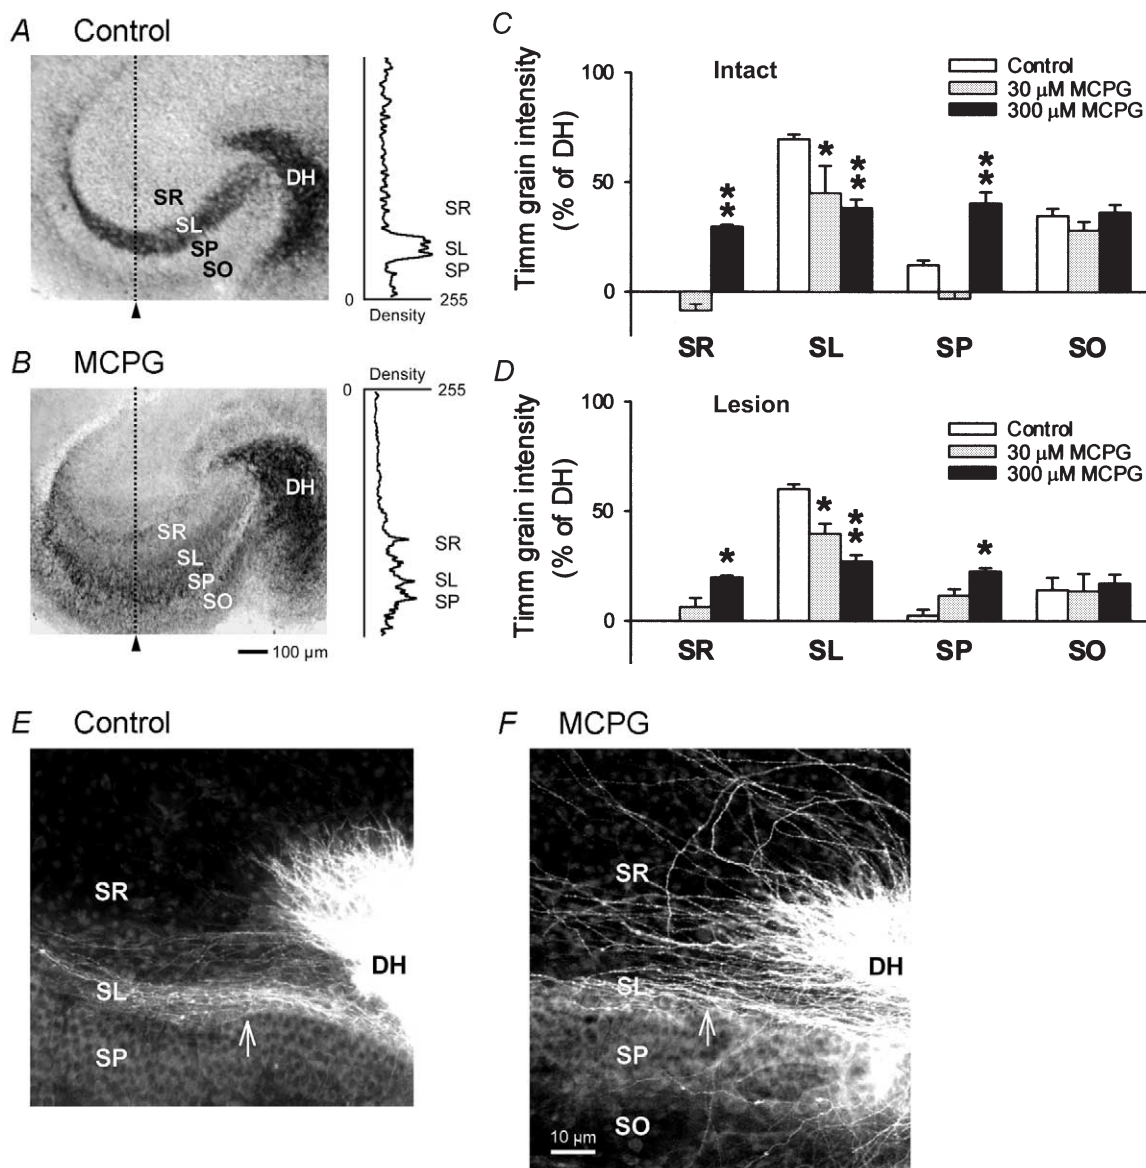 A Control
SR
SL
SP
SO
DH
SR
SL
SP
0 255
Density
B MCPG
SR
SL
SP
SO
DH
100 µm
Density
0 255
SR
SL
SP
C
Intact
Control
30 µM MCPG
300 µM MCPG
Timm grain intensity
(% of DH)
100
50
0
** * ** **
SR SL SP SO
D
Lesion
Control
30 µM MCPG
300 µM MCPG
Timm grain intensity
(% of DH)
100
50
0
* * ** *
SR SL SP SO
E Control
SR
DH
SL
SP
F MCPG
SR
DH
SL
SP
SO
10 µm